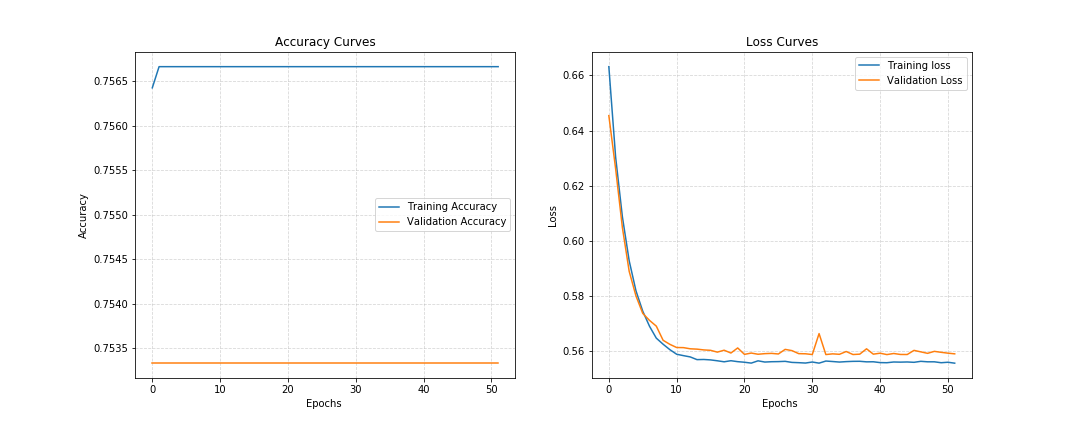 Accuracy Curves
Accuracy
0.7565
0.7560
0.7555
0.7550
0.7545
0.7540
0.7535
Training Accuracy
Validation Accuracy
0 10 20 30 40 50
Epochs
Loss Curves
Loss
0.66
0.64
0.62
0.60
0.58
0.56
Training loss
Validation Loss
0 10 20 30 40 50
Epochs